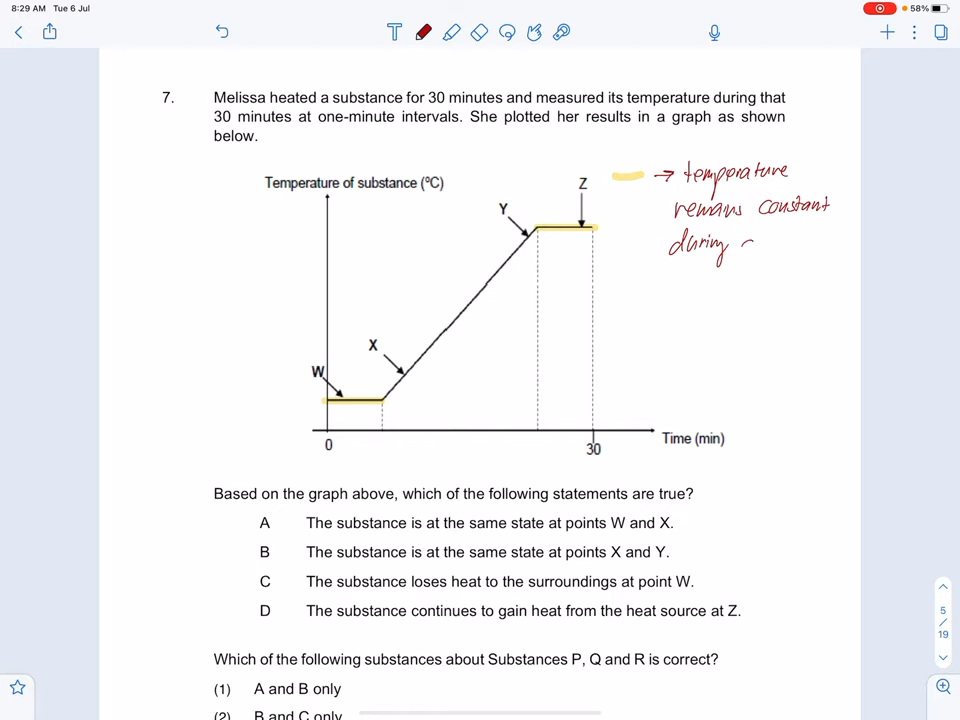 8:29 AM Tue 6 Jul
58%
7. Melissa heated a substance for 30 minutes and measured its temperature during that
30 minutes at one-minute intervals. She plotted her results in a graph as shown
below.
Temperature of substance (⁰C)
Z
→ temperature
remains constant
during
Y
X
W
0
30
Time (min)
Based on the graph above, which of the following statements are true?
A The substance is at the same state at points W and X.
B The substance is at the same state at points X and Y.
C The substance loses heat to the surroundings at point W.
D The substance continues to gain heat from the heat source at Z.
Which of the following substances about Substances P, Q and R is correct?
(1) A and B only
(2) B and C only
5
/
19